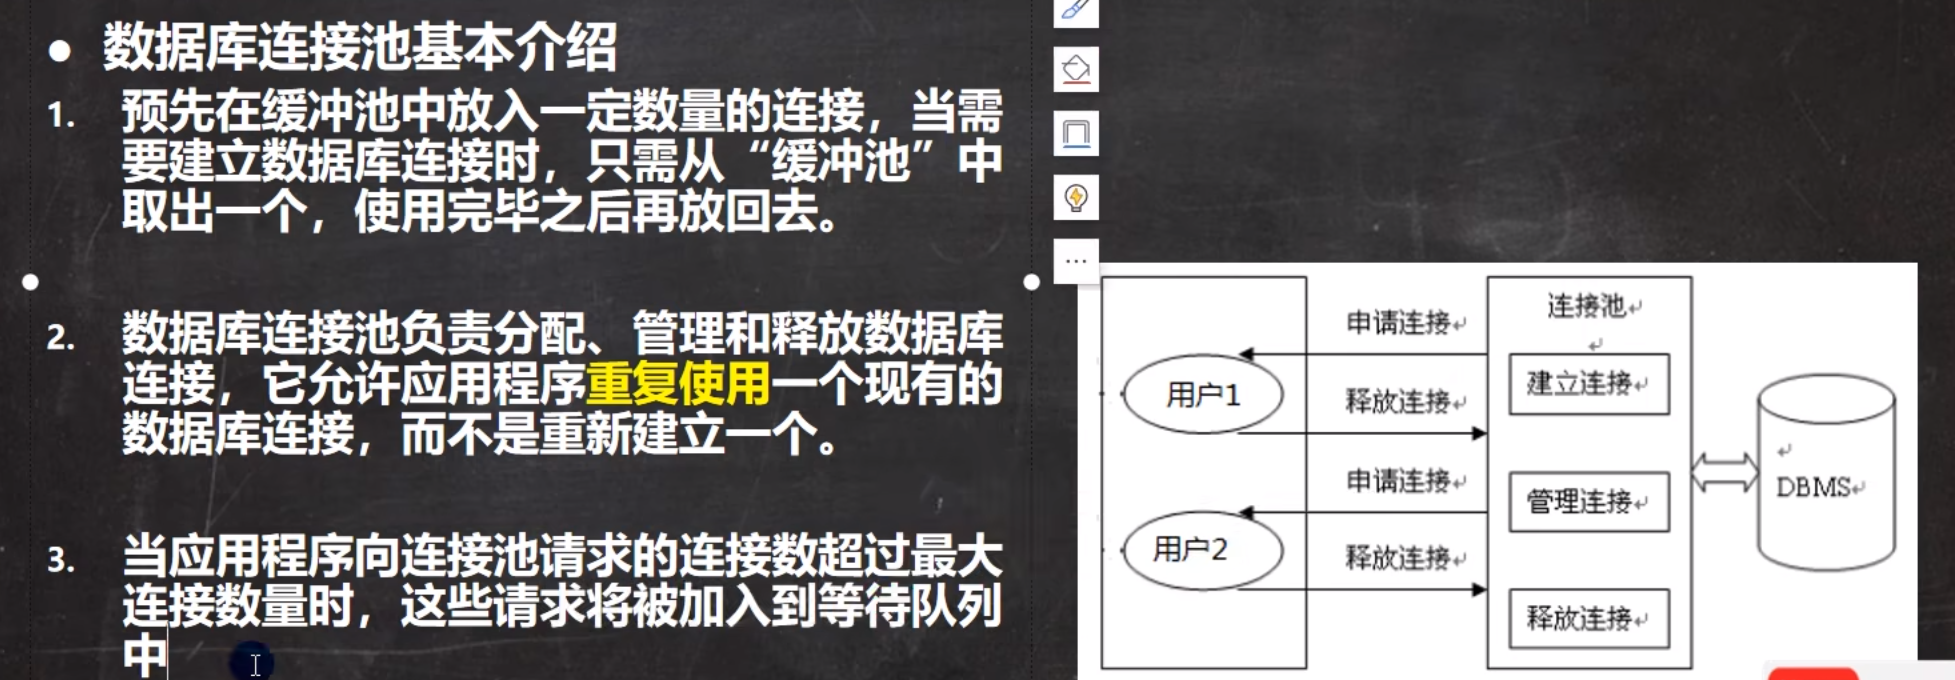 ● 数据库连接池基本介绍
1. 预先在缓冲池中放入一定数量的连接，当需
要建立数据库连接时，只需从“缓冲池”中
取出一个，使用完毕之后再放回去。
2. 数据库连接池负责分配、管理和释放数据库
连接，它允许应用程序重复使用一个现有的
数据库连接，而不是重新建立一个。
3. 当应用程序向连接池请求的连接数超过最大
连接数量时，这些请求将被加入到等待队列
中
用户1
用户2
申请连接
释放连接
申请连接
释放连接
连接池
建立连接
管理连接
释放连接
DBMS